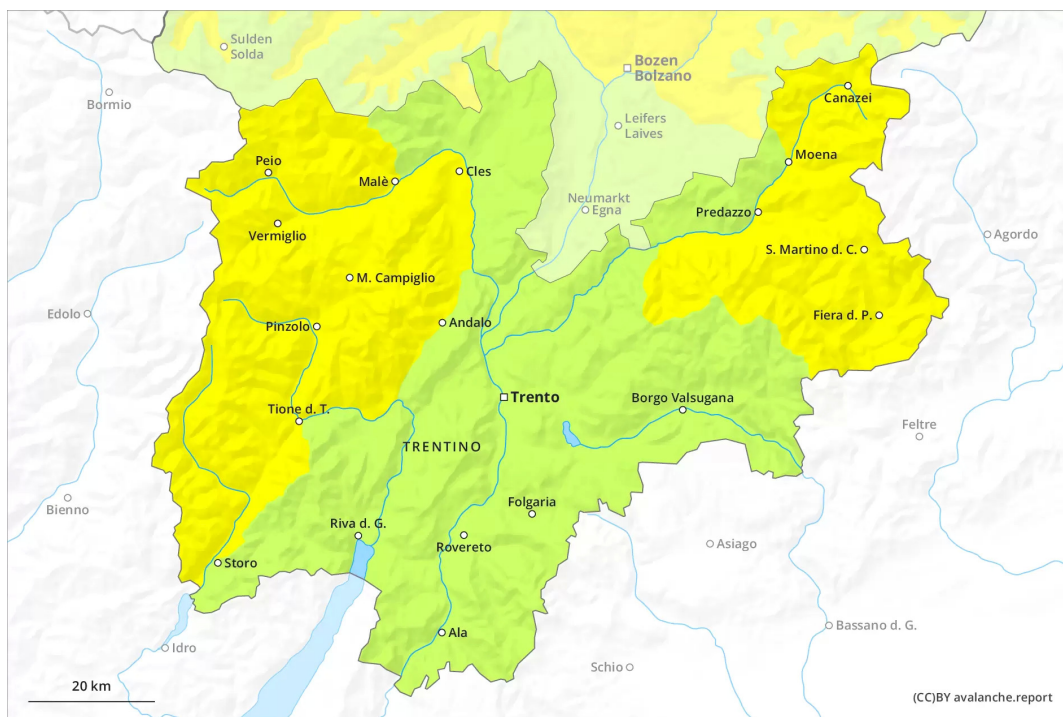 Sulden
Solda
Bormio
Bozen
Bolzano
Leifers
Laives
Canazei
Moena
Peio
Malè
Cles
Neumarkt
Egna
Predazzo
Vermiglio
S. Martino d. C.
Agordo
M. Campiglio
Edolo
Pinzolo
Andalo
Fiera d. P.
Trento
Borgo Valsugana
Tione d. T.
TRENTINO
Feltre
Bienno
Folgaria
Riva d. G.
Rovereto
Asiago
Storo
Ala
Bassano d. G.
Idro
Schio
20 km
(CC)BY avalanche.report